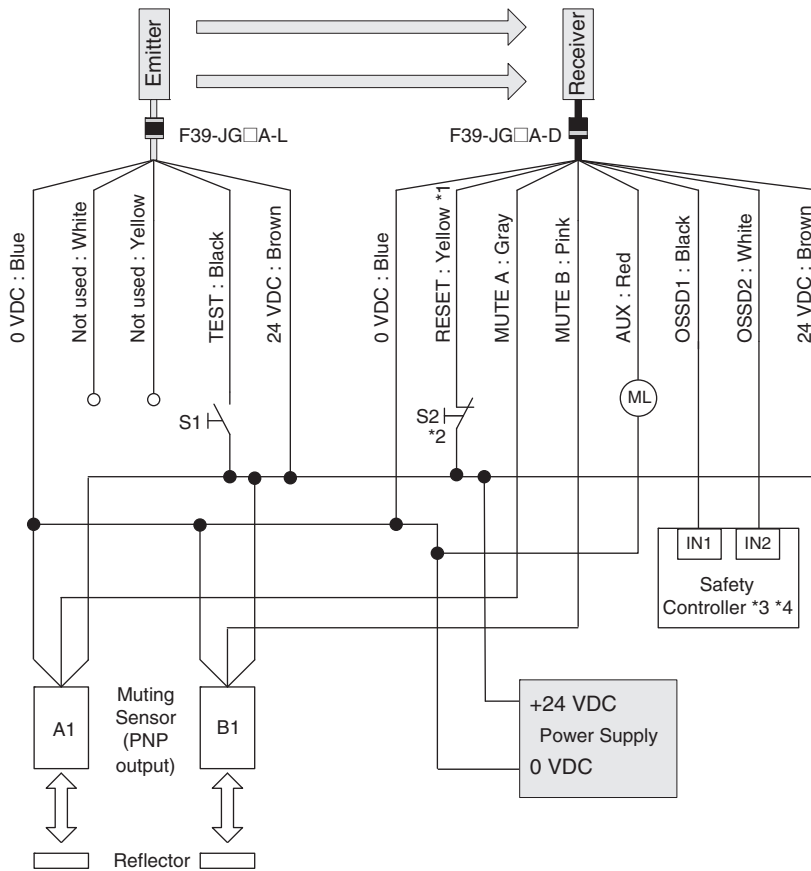 Emitter
Receiver
F39-JG□A-L
F39-JG□A-D
0 VDC : Blue
Not used : White
Not used : Yellow
TEST : Black
24 VDC : Brown
0 VDC : Blue
RESET : Yellow *1
MUTE A : Gray
MUTE B : Pink
AUX : Red
OSSD1 : Black
OSSD2 : White
24 VDC : Brown
S1
S2
*2
ML
IN1
IN2
Safety
Controller *3 *4
A1
Muting
Sensor
(PNP
output)
B1
+24 VDC
Power Supply
0 VDC
Reflector